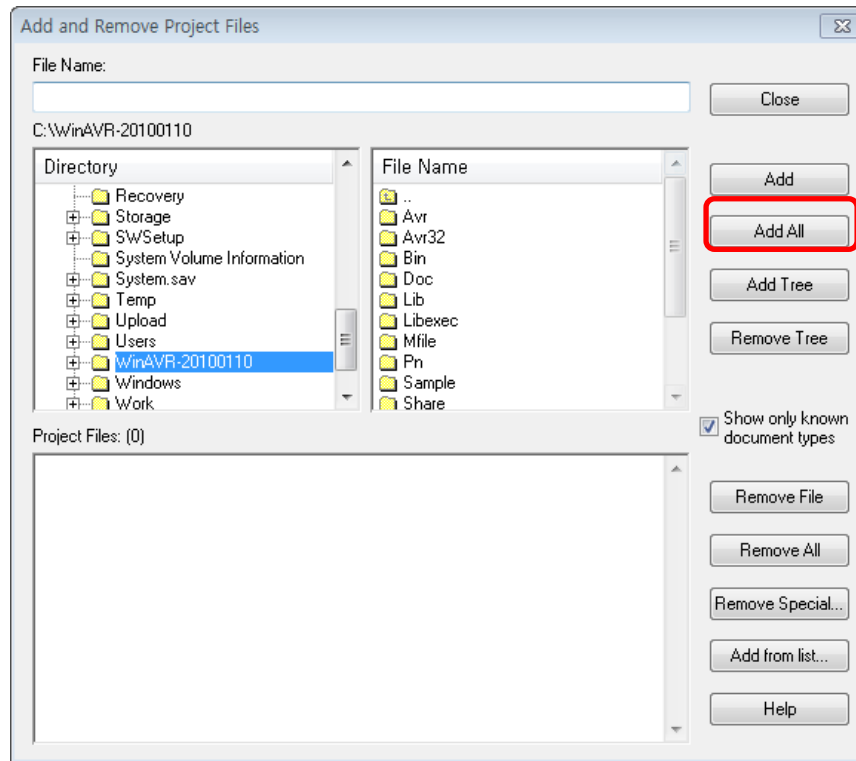 Add and Remove Project Files
File Name:
Close
C:\WinAVR-20100110
Directory
Recovery
Storage
SWSetup
System Volume Information
System.sav
Temp
Upload
Users
WinAVR-20100110
Windows
Work
File Name
..
Avr
Avr32
Bin
Doc
Lib
Libexec
Mfile
Pn
Sample
Share
Add
Add All
Add Tree
Remove Tree
Show only known
document types
Project Files: (0)
Remove File
Remove All
Remove Special...
Add from list...
Help